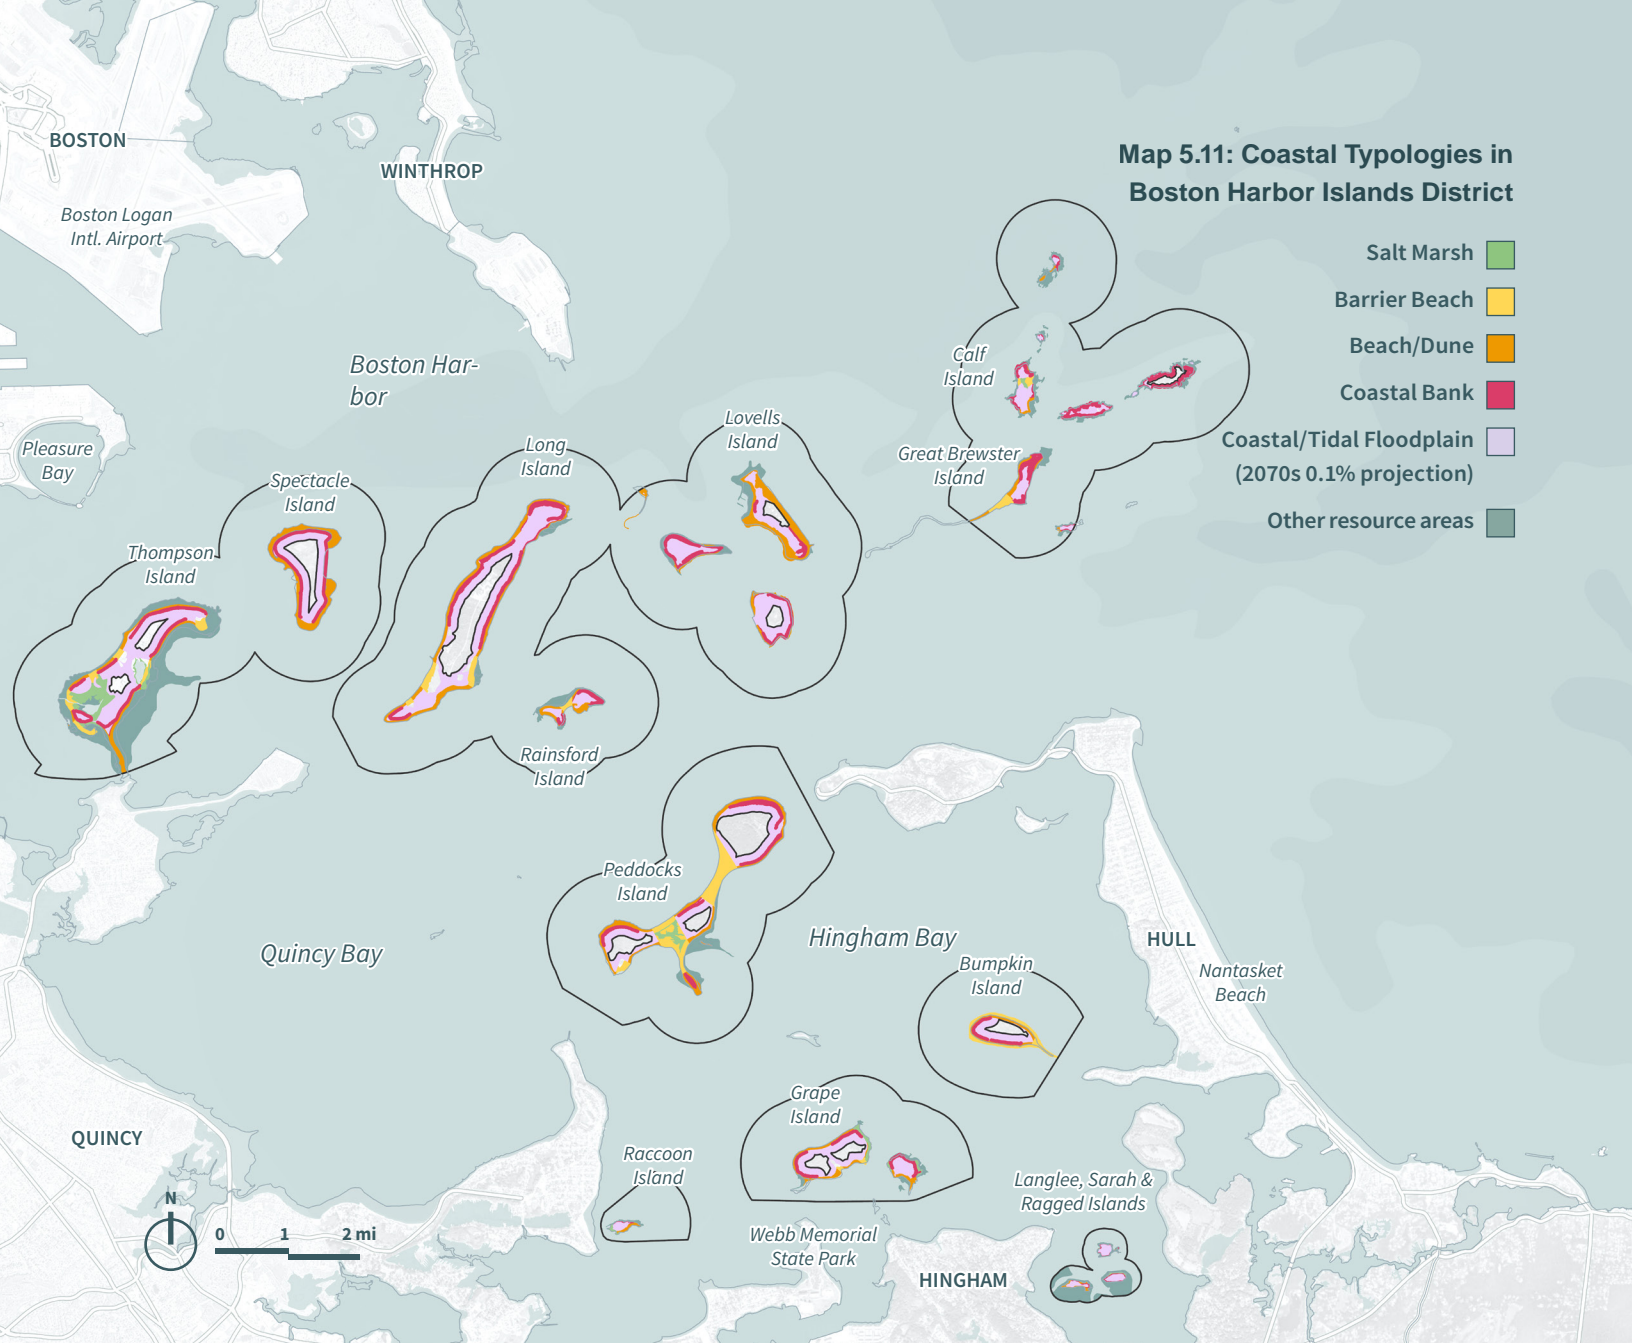 Map 5.11: Coastal Typologies in
Boston Harbor Islands District
Salt Marsh
Barrier Beach
Beach/Dune
Coastal Bank
Coastal/Tidal Floodplain
(2070s 0.1% projection)
Other resource areas
BOSTON
WINTHROP
Boston Logan
Intl. Airport
Boston Har-
bor
Pleasure
Bay
Calf
Island
Great Brewster
Island
Lovells
Island
Long
Island
Spectacle
Island
Thompson
Island
Rainsford
Island
Peddocks
Island
Quincy Bay
Hingham Bay
HULL
Nantasket
Beach
Bumpkin
Island
Grape
Island
QUINCY
Raccoon
Island
Langlee, Sarah &
Ragged Islands
Webb Memorial
State Park
HINGHAM
N
0 1 2 mi